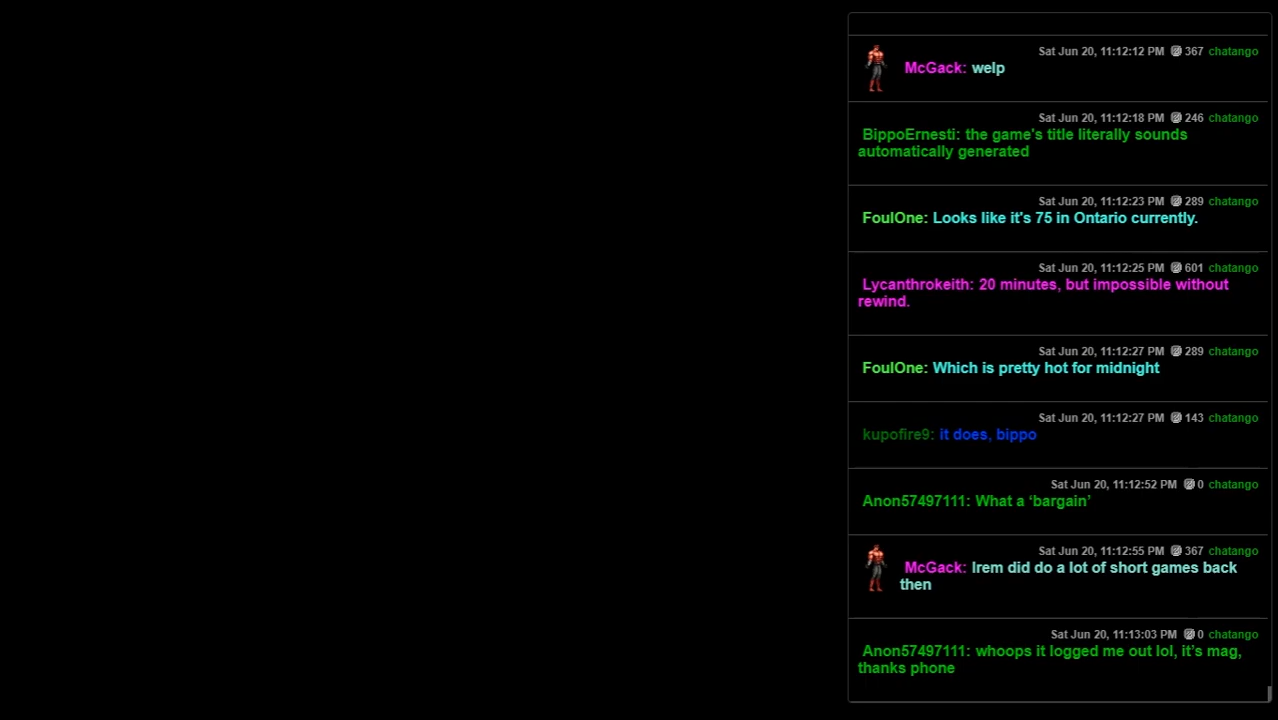 Sat Jun 20, 11:12:12 PM 367 chatango
McGack: welp
Sat Jun 20, 11:12:18 PM 246 chatango
BippoErnesti: the game's title literally sounds
automatically generated
Sat Jun 20, 11:12:23 PM 289 chatango
FoulOne: Looks like it's 75 in Ontario currently.
Sat Jun 20, 11:12:25 PM 601 chatango
Lycanthrokeith: 20 minutes, but impossible without
rewind.
Sat Jun 20, 11:12:27 PM 289 chatango
FoulOne: Which is pretty hot for midnight
Sat Jun 20, 11:12:27 PM 143 chatango
kupofire9: it does, bippo
Sat Jun 20, 11:12:52 PM 0 chatango
Anon57497111: What a ‘bargain’
Sat Jun 20, 11:12:55 PM 367 chatango
McGack: Irem did do a lot of short games back
then
Sat Jun 20, 11:13:03 PM 0 chatango
Anon57497111: whoops it logged me out lol, it’s mag,
thanks phone